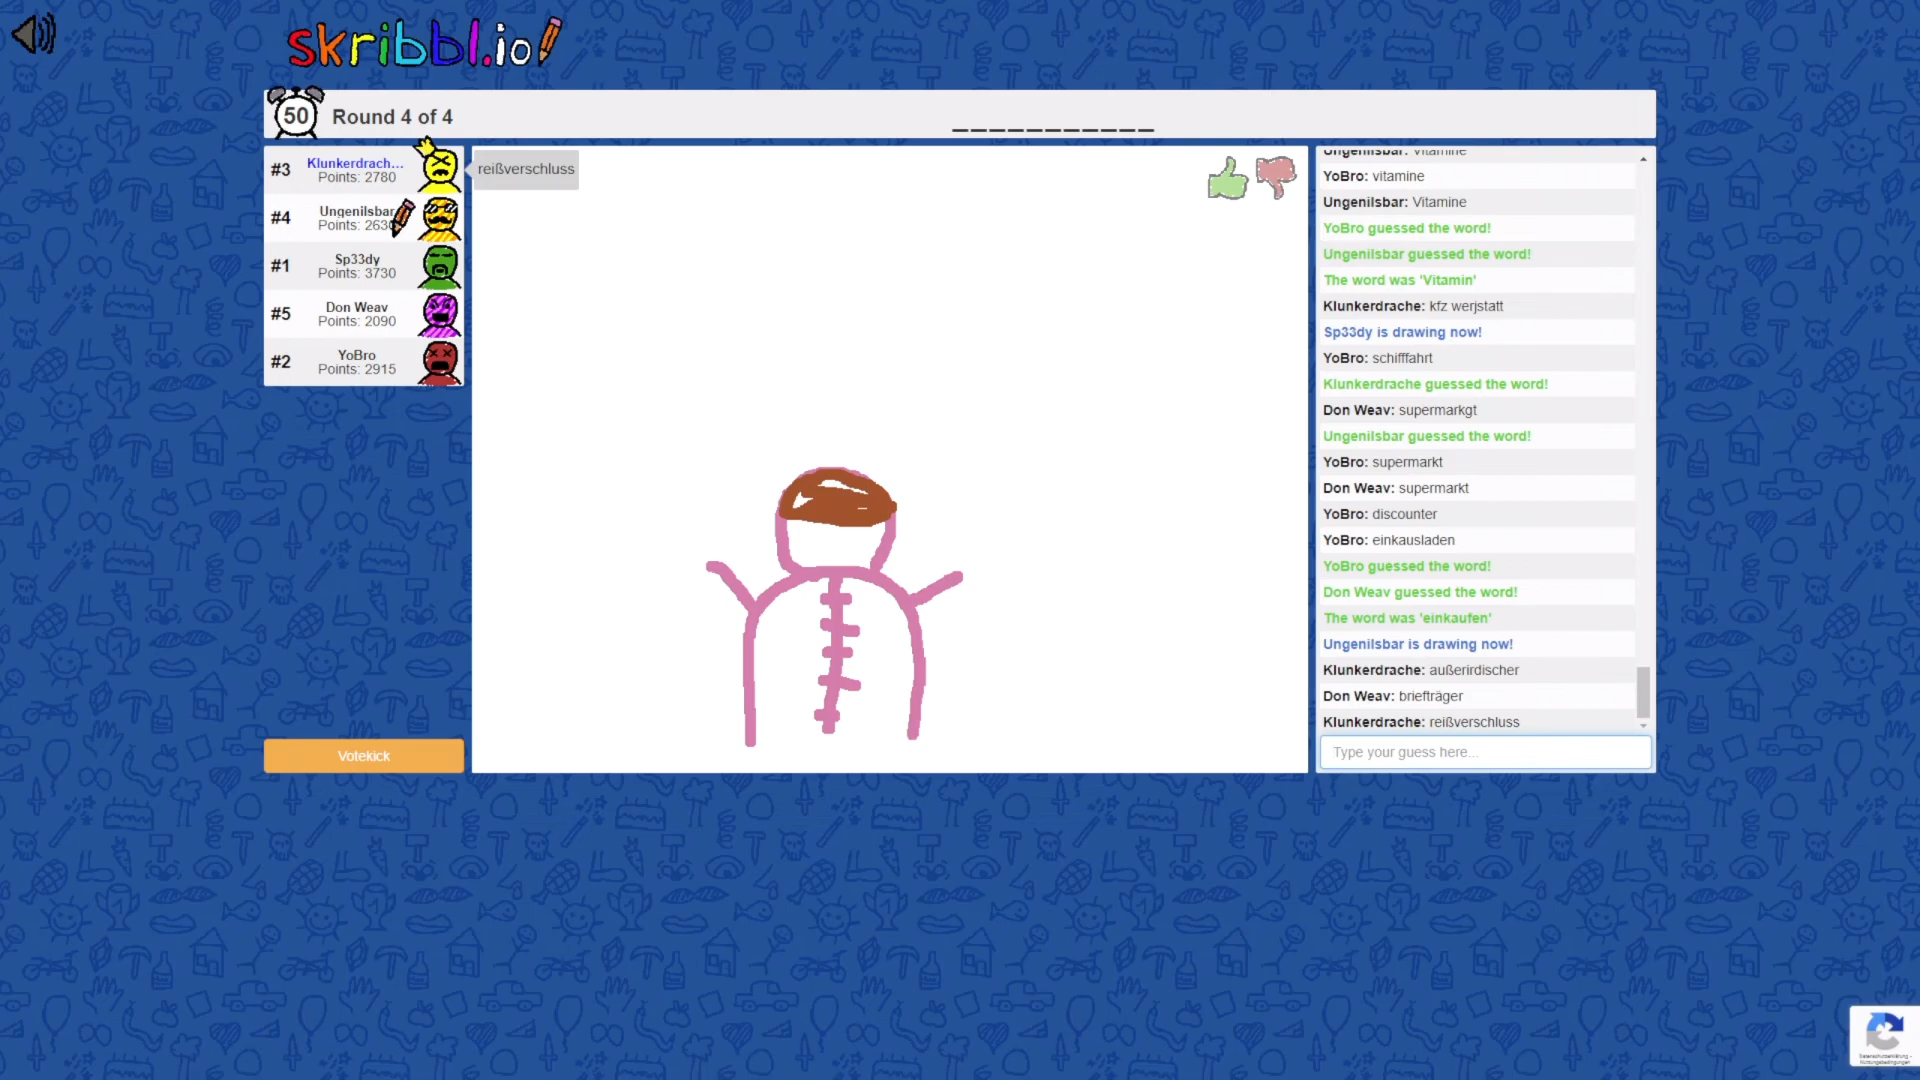 skribbl.io
50
Round 4 of 4
___________
#3
Klunkerdrach...
Points: 2780
#4
Ungenilsbar
Points: 2630
#1
Sp33dy
Points: 3730
#5
Don Weav
Points: 2090
#2
YoBro
Points: 2915
Votekick
reißverschluss
Ungenilsbar: Vitamine
YoBro: vitamine
Ungenilsbar: Vitamine
YoBro guessed the word!
Ungenilsbar guessed the word!
The word was 'Vitamin'
Klunkerdrache: kfz werjstatt
Sp33dy is drawing now!
YoBro: schifffahrt
Klunkerdrache guessed the word!
Don Weav: supermarkgt
Ungenilsbar guessed the word!
YoBro: supermarkt
Don Weav: supermarkt
YoBro: discounter
YoBro: einkausladen
YoBro guessed the word!
Don Weav guessed the word!
The word was 'einkaufen'
Ungenilsbar is drawing now!
Klunkerdrache: außerirdischer
Don Weav: briefträger
Klunkerdrache: reißverschluss
Type your guess here...